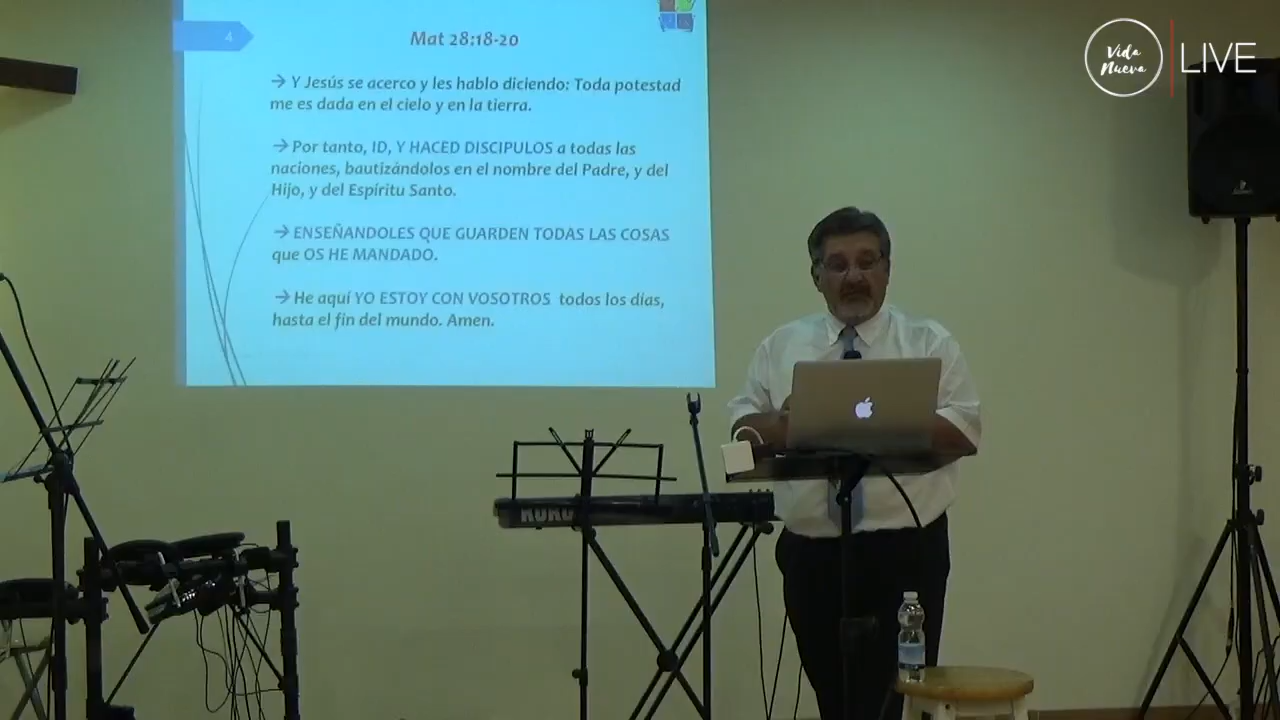 4
Mat 28:18-20
→ Y Jesús se acerco y les hablo diciendo: Toda potestad
me es dada en el cielo y en la tierra.
→ Por tanto, ID, Y HACED DISCIPULOS a todas las
naciones, bautizándolos en el nombre del Padre, y del
Hijo, y del Espíritu Santo.
→ ENSEÑANDOLES QUE GUARDEN TODAS LAS COSAS
que OS HE MANDADO.
→ He aquí YO ESTOY CON VOSOTROS todos los días,
hasta el fin del mundo. Amen.
Vida
Nueva
LIVE
KORG